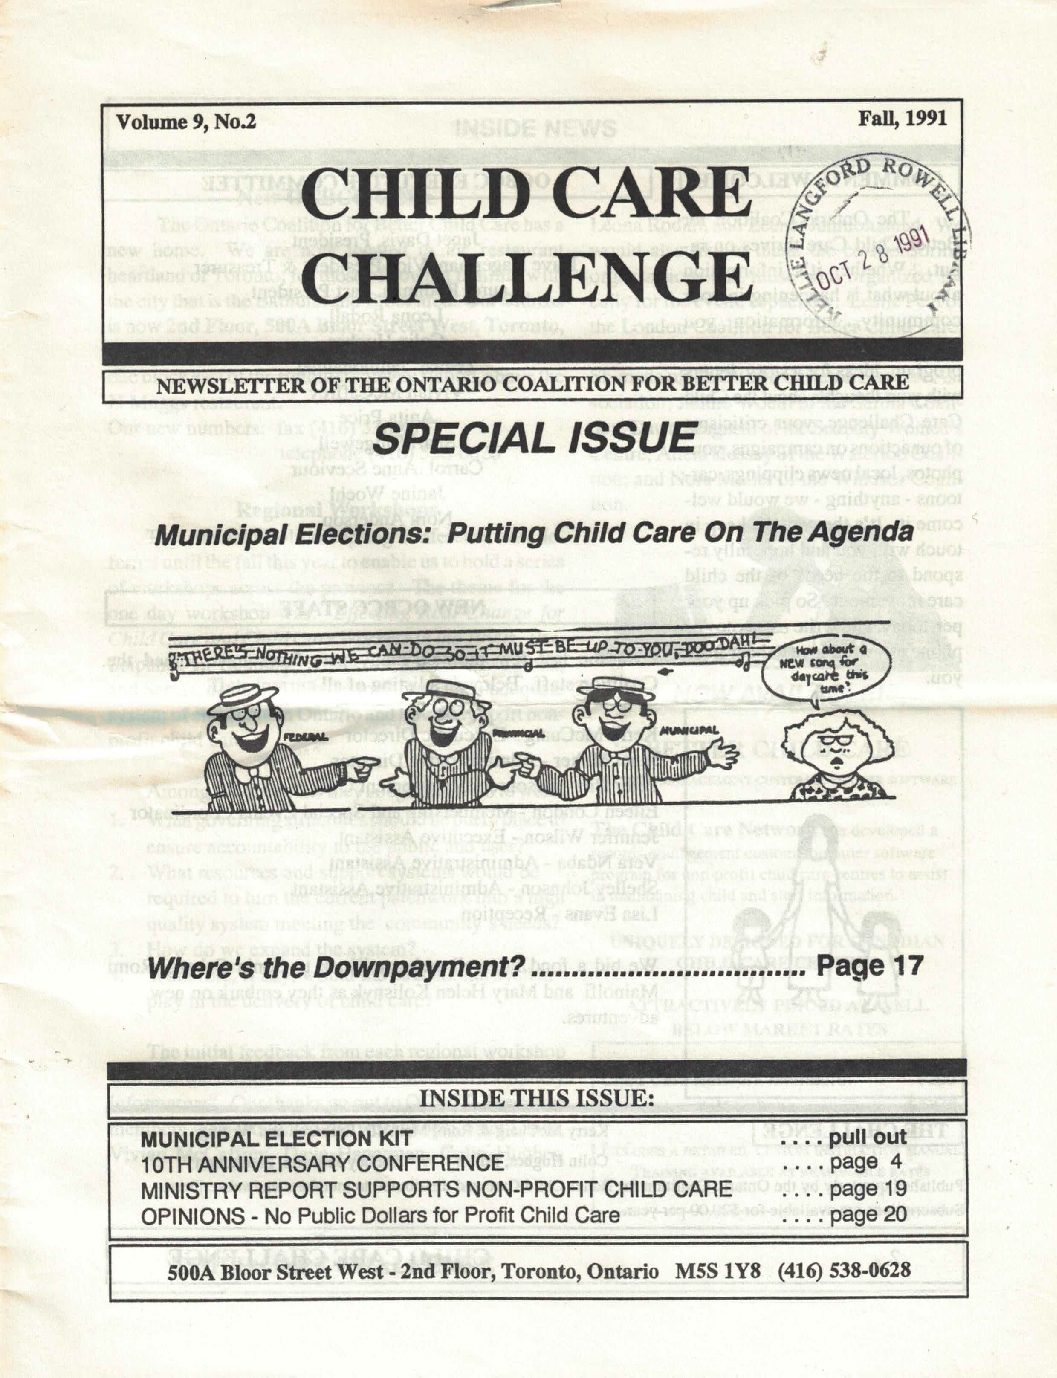 Volume 9, No.2
Fall, 1991
CHILD CARE
CHALLENGE
NELLIE LANGFORD ROWELL LIBRARY
OCT 28 1991
NEWSLETTER OF THE ONTARIO COALITION FOR BETTER CHILD CARE
SPECIAL ISSUE
Municipal Elections: Putting Child Care On The Agenda
THERE'S NOTHING WE CAN DO SO IT MUST BE UP TO YOU, DOO DAH!
How about a
new song for
daycare this
time?
FEDERAL
PROVINCIAL
MUNICIPAL
Where's the Downpayment? ............................. Page 17
INSIDE THIS ISSUE:
MUNICIPAL ELECTION KIT . . . . pull out
10TH ANNIVERSARY CONFERENCE . . . . page 4
MINISTRY REPORT SUPPORTS NON-PROFIT CHILD CARE . . . . page 19
OPINIONS - No Public Dollars for Profit Child Care . . . . page 20
500A Bloor Street West - 2nd Floor, Toronto, Ontario M5S 1Y8 (416) 538-0628